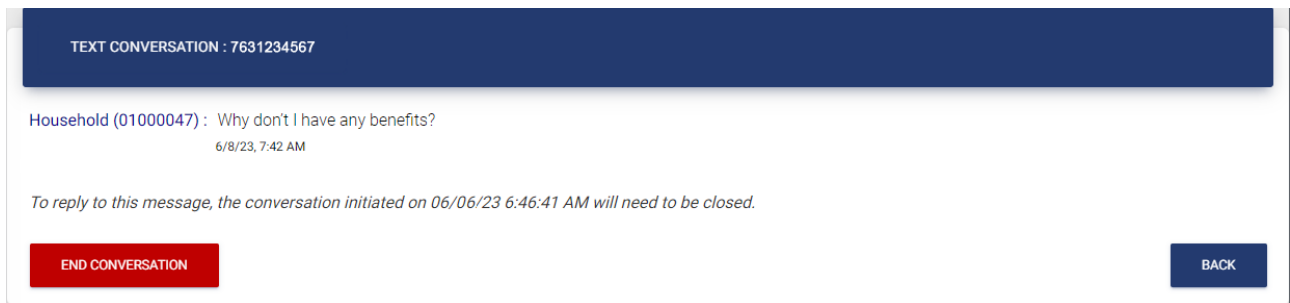 TEXT CONVERSATION : 7631234567
Household (01000047) : Why don't I have any benefits?
6/8/23, 7:42 AM
To reply to this message, the conversation initiated on 06/06/23 6:46:41 AM will need to be closed.
END CONVERSATION BACK